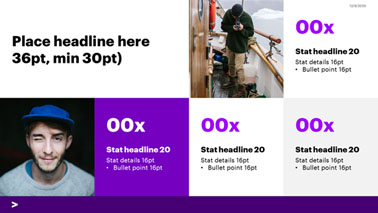 Place headline here
36pt, min 30pt)
00x
Stat headline 20
Stat details 16pt
• Bullet point 16pt
00x
Stat headline 20
Stat details 16pt
• Bullet point 16pt
00x
Stat headline 20
Stat details 16pt
• Bullet point 16pt
00x
Stat headline 20
Stat details 16pt
• Bullet point 16pt
>